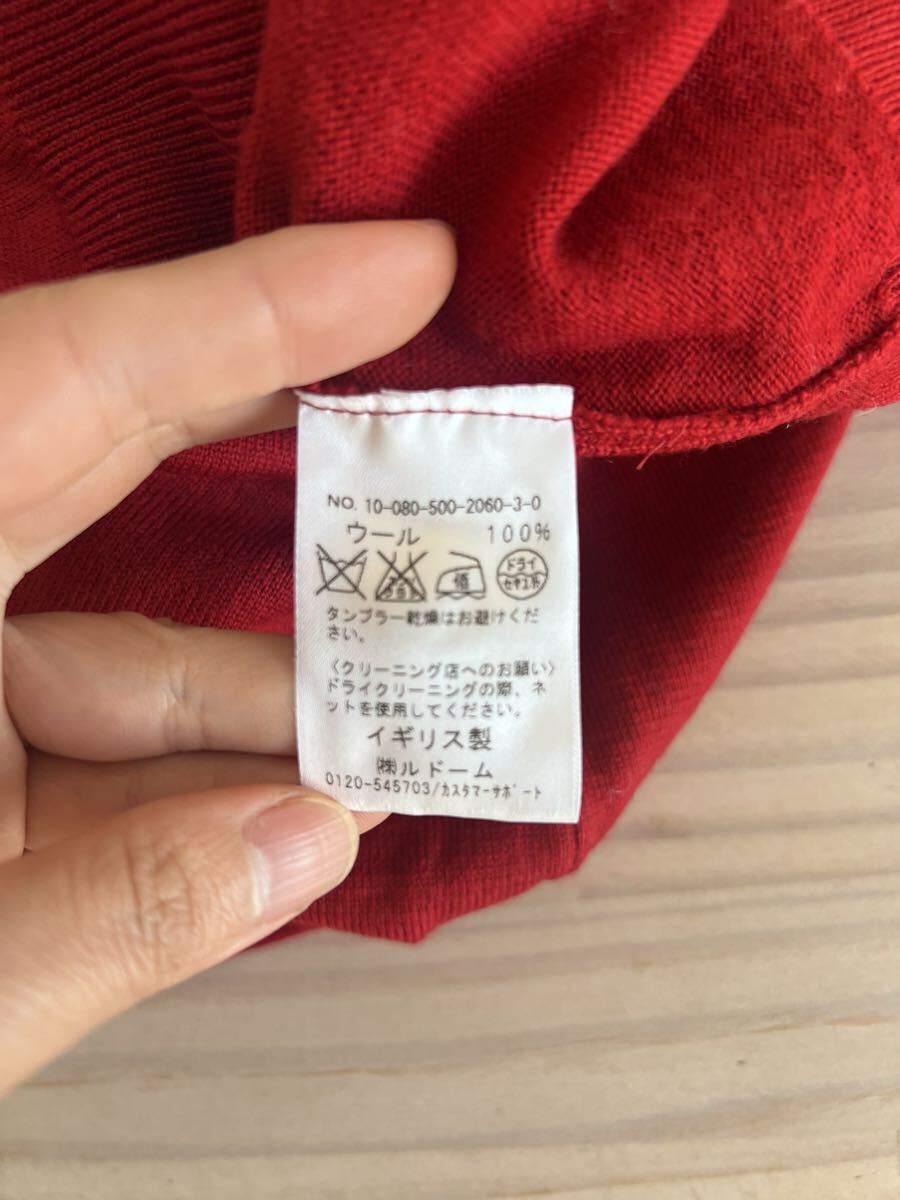 NO. 10-080-500-2060-3-0
ウール 100%
低
ドライ
セキユ系
タンブラー乾燥はお避けくだ
さい。
〈クリーニング店へのお願い〉
ドライクリーニングの際、ネ
ットを使用してください。
イギリス製
㈱ルドーム
0120-545703/カスタマーサポート